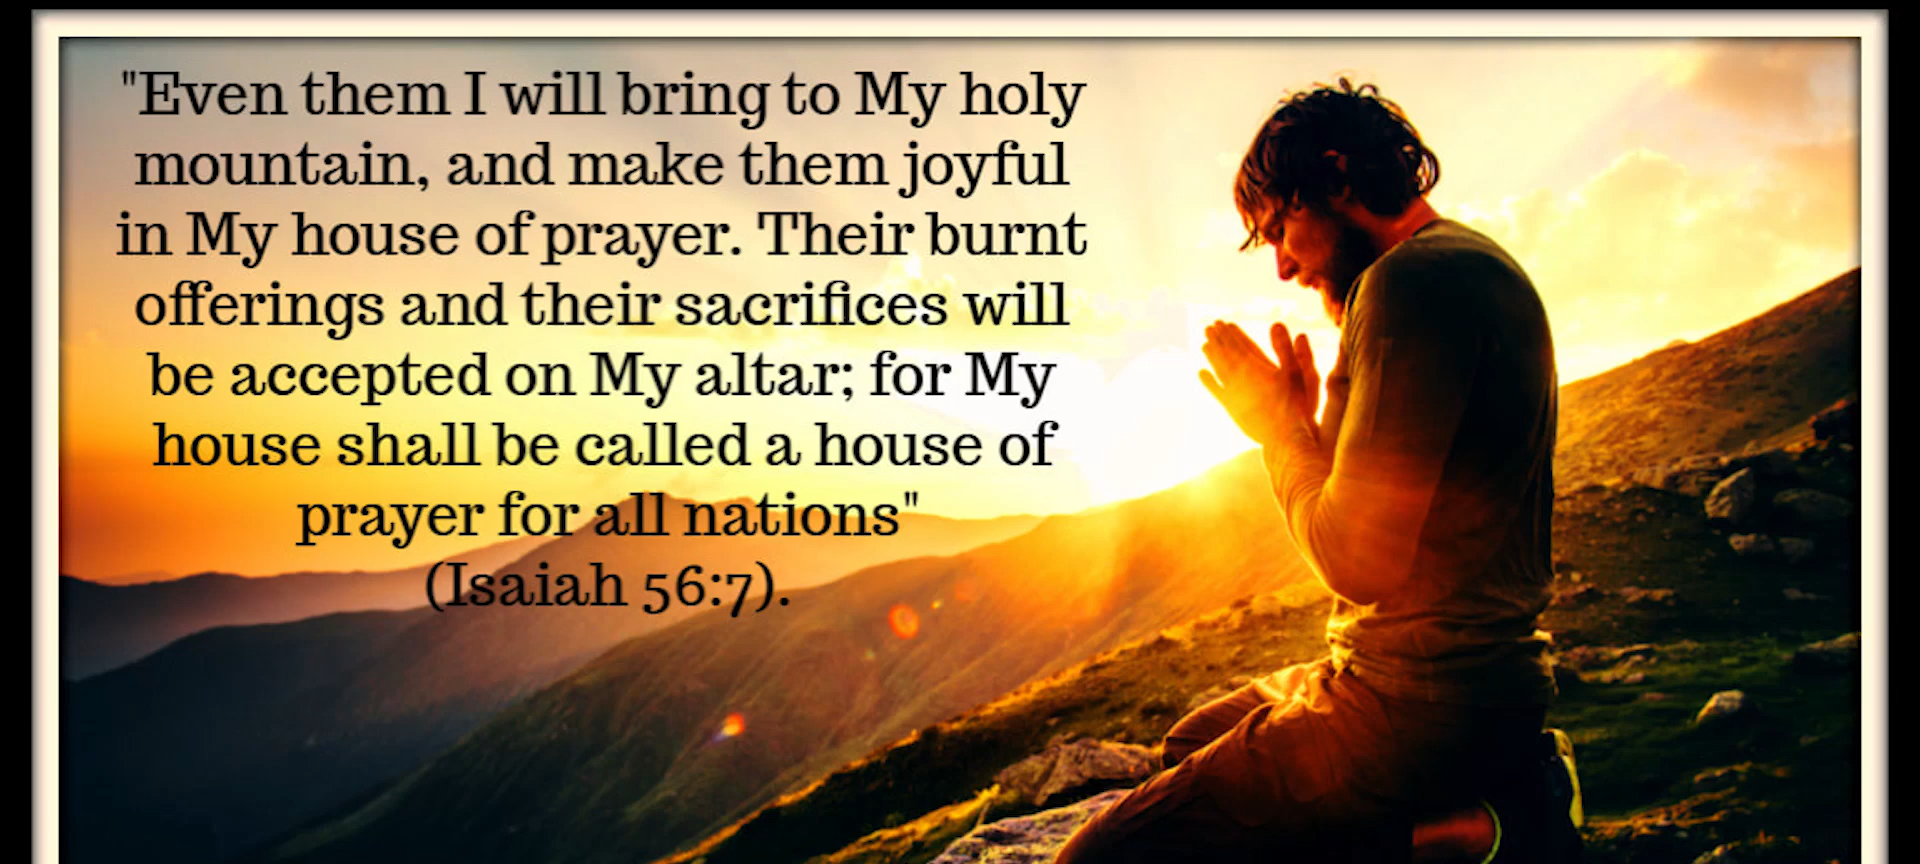 "Even them I will bring to My holy
mountain, and make them joyful
in My house of prayer. Their burnt
offerings and their sacrifices will
be accepted on My altar; for My
house shall be called a house of
prayer for all nations"
(Isaiah 56:7).